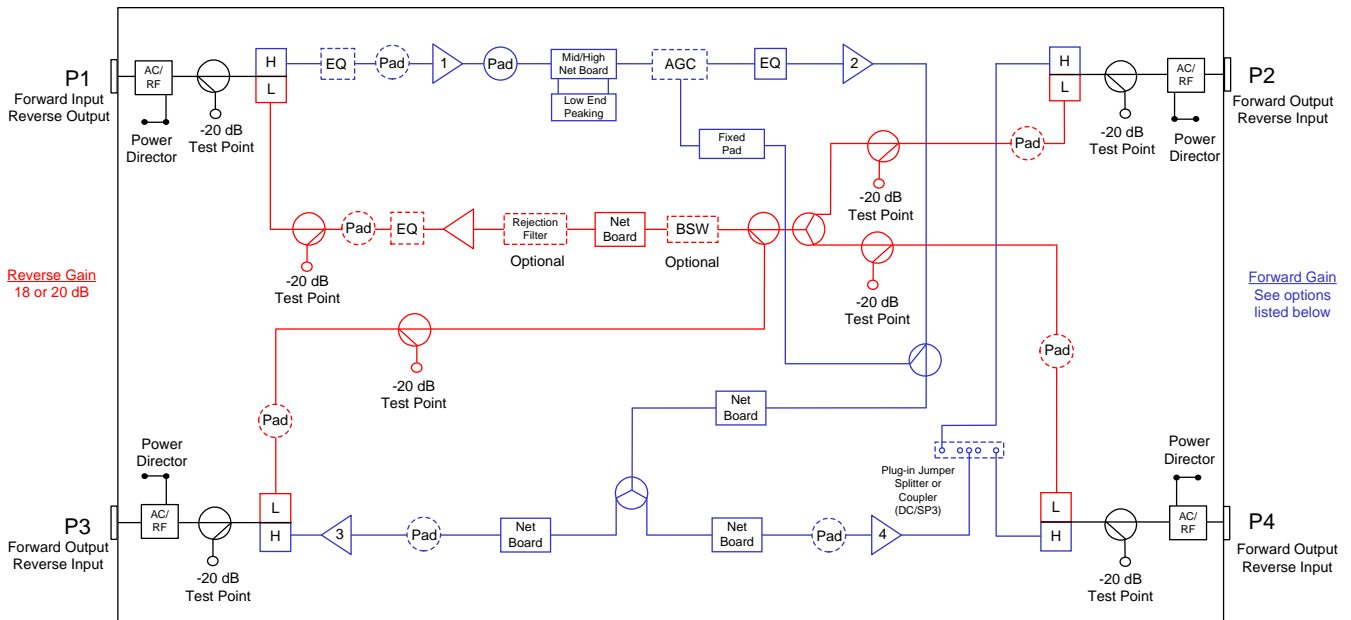 H
EQ
Pad
1
Pad
Mid/High
Net Board
AGC
EQ
2
H
P1
Forward Input
Reverse Output
AC/
RF
L
Low End
Peaking
L
AC/
RF
P2
Forward Output
Reverse Input
Power
Director
-20 dB
Test Point
Fixed
Pad
Pad
-20 dB
Test Point
Power
Director
-20 dB
Test Point
Pad
EQ
Rejection
Filter
Optional
Net
Board
BSW
Optional
-20 dB
Test Point
-20 dB
Test Point
Reverse Gain
18 or 20 dB
Forward Gain
See options
listed below
-20 dB
Test Point
Pad
Pad
Net
Board
Power
Director
Plug-in Jumper
Splitter or
Coupler
(DC/SP3)
Power
Director
P3
Forward Output
Reverse Input
AC/
RF
L
H
3
Pad
Net
Board
Net
Board
Pad
4
L
H
AC/
RF
P4
Forward Output
Reverse Input
-20 dB
Test Point
-20 dB
Test Point